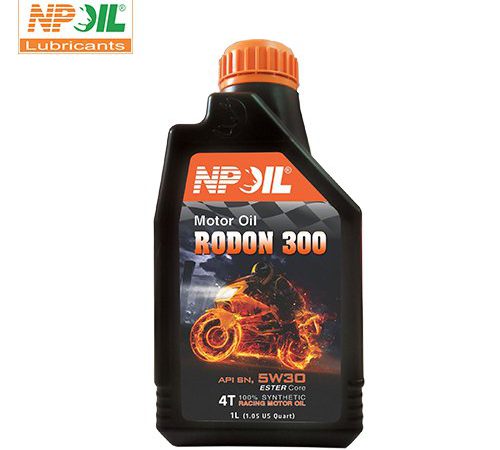 NPOIL®
Lubricants
NPOIL®
Motor Oil
RODON 300
API SN, 5W30
ESTER Core
4T 100% SYNTHETIC
RACING MOTOR OIL
1L (1.05 US Quart)